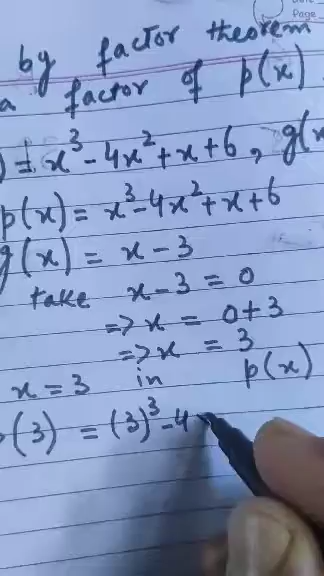 by factor theorem
a factor of p(x)
) = x³ - 4x² + x + 6, g(x
p(x) = x³ - 4x² + x + 6
g(x) = x - 3
take x - 3 = 0
=> x = 0 + 3
=> x = 3
x = 3 in p(x)
(3) = (3)³ - 4